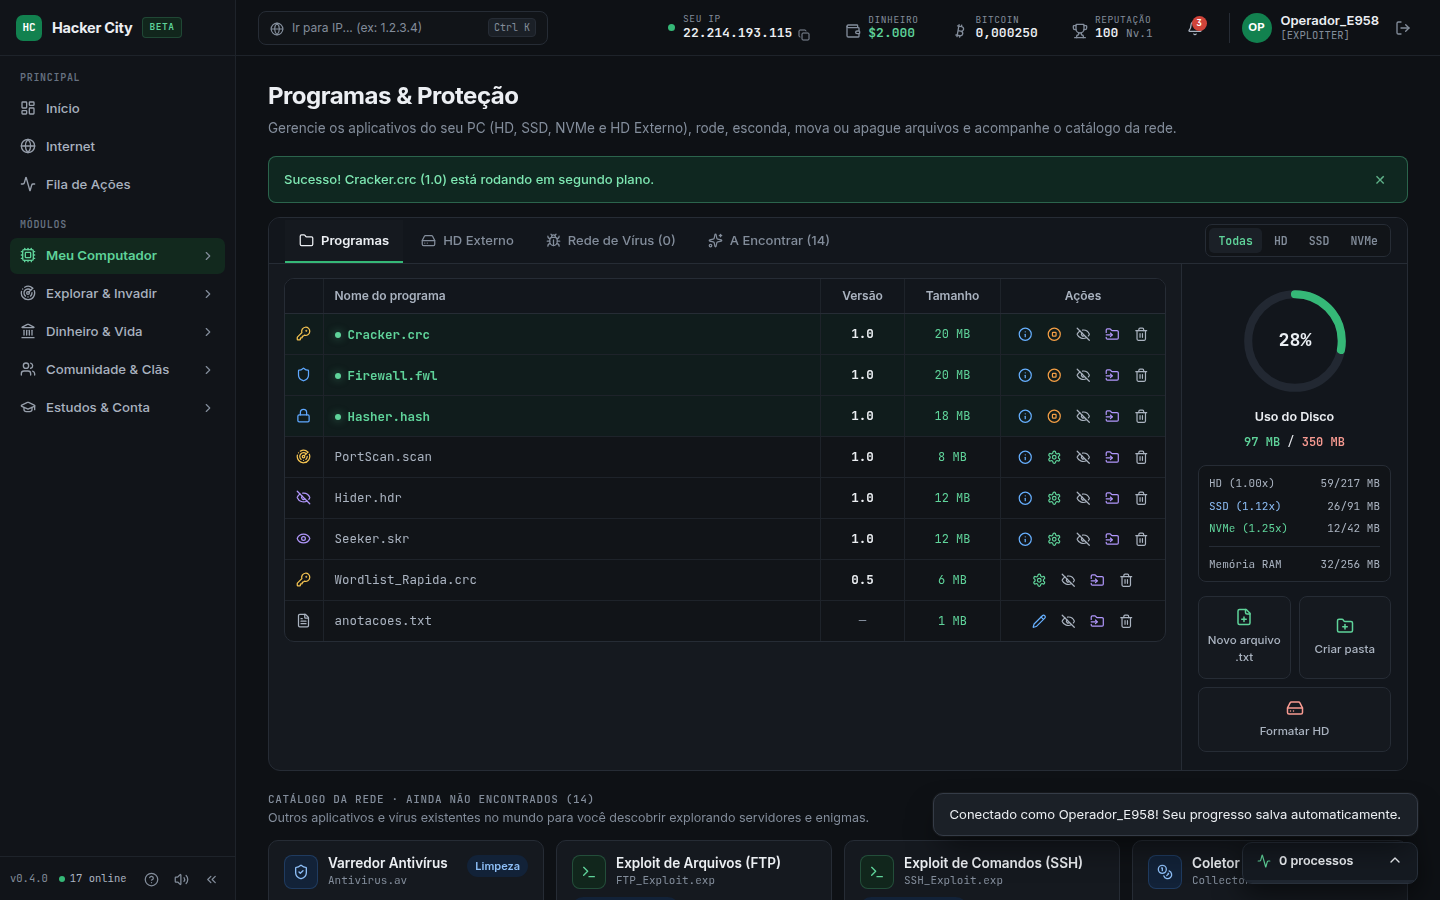 HC Hacker City BETA
Ir para IP... (ex: 1.2.3.4) Ctrl K
SEU IP
22.214.193.115
DINHEIRO
$2.000
BITCOIN
0,000250
REPUTAÇÃO
100 Nv.1
3
OP
Operador_E958
[EXPLOITER]
PRINCIPAL
Início
Internet
Fila de Ações
MÓDULOS
Meu Computador
Explorar & Invadir
Dinheiro & Vida
Comunidade & Clãs
Estudos & Conta
v0.4.0 17 online
Programas & Proteção
Gerencie os aplicativos do seu PC (HD, SSD, NVMe e HD Externo), rode, esconda, mova ou apague arquivos e acompanhe o catálogo da rede.
Sucesso! Cracker.crc (1.0) está rodando em segundo plano.
Programas HD Externo Rede de Vírus (0) A Encontrar (14)
Todas HD SSD NVMe
Nome do programa Versão Tamanho Ações
Cracker.crc 1.0 20 MB
Firewall.fwl 1.0 20 MB
Hasher.hash 1.0 18 MB
PortScan.scan 1.0 8 MB
Hider.hdr 1.0 12 MB
Seeker.skr 1.0 12 MB
Wordlist_Rapida.crc 0.5 6 MB
anotacoes.txt — 1 MB
28%
Uso do Disco
97 MB / 350 MB
HD (1.00x) 59/217 MB
SSD (1.12x) 26/91 MB
NVMe (1.25x) 12/42 MB
Memória RAM 32/256 MB
Novo arquivo
.txt
Criar pasta
Formatar HD
CATÁLOGO DA REDE · AINDA NÃO ENCONTRADOS (14)
Outros aplicativos e vírus existentes no mundo para você descobrir explorando servidores e enigmas.
Conectado como Operador_E958! Seu progresso salva automaticamente.
Varredor Antivírus Limpeza
Antivirus.av
Exploit de Arquivos (FTP)
FTP_Exploit.exp
Exploit de Comandos (SSH)
SSH_Exploit.exp
Coletor
0 processos